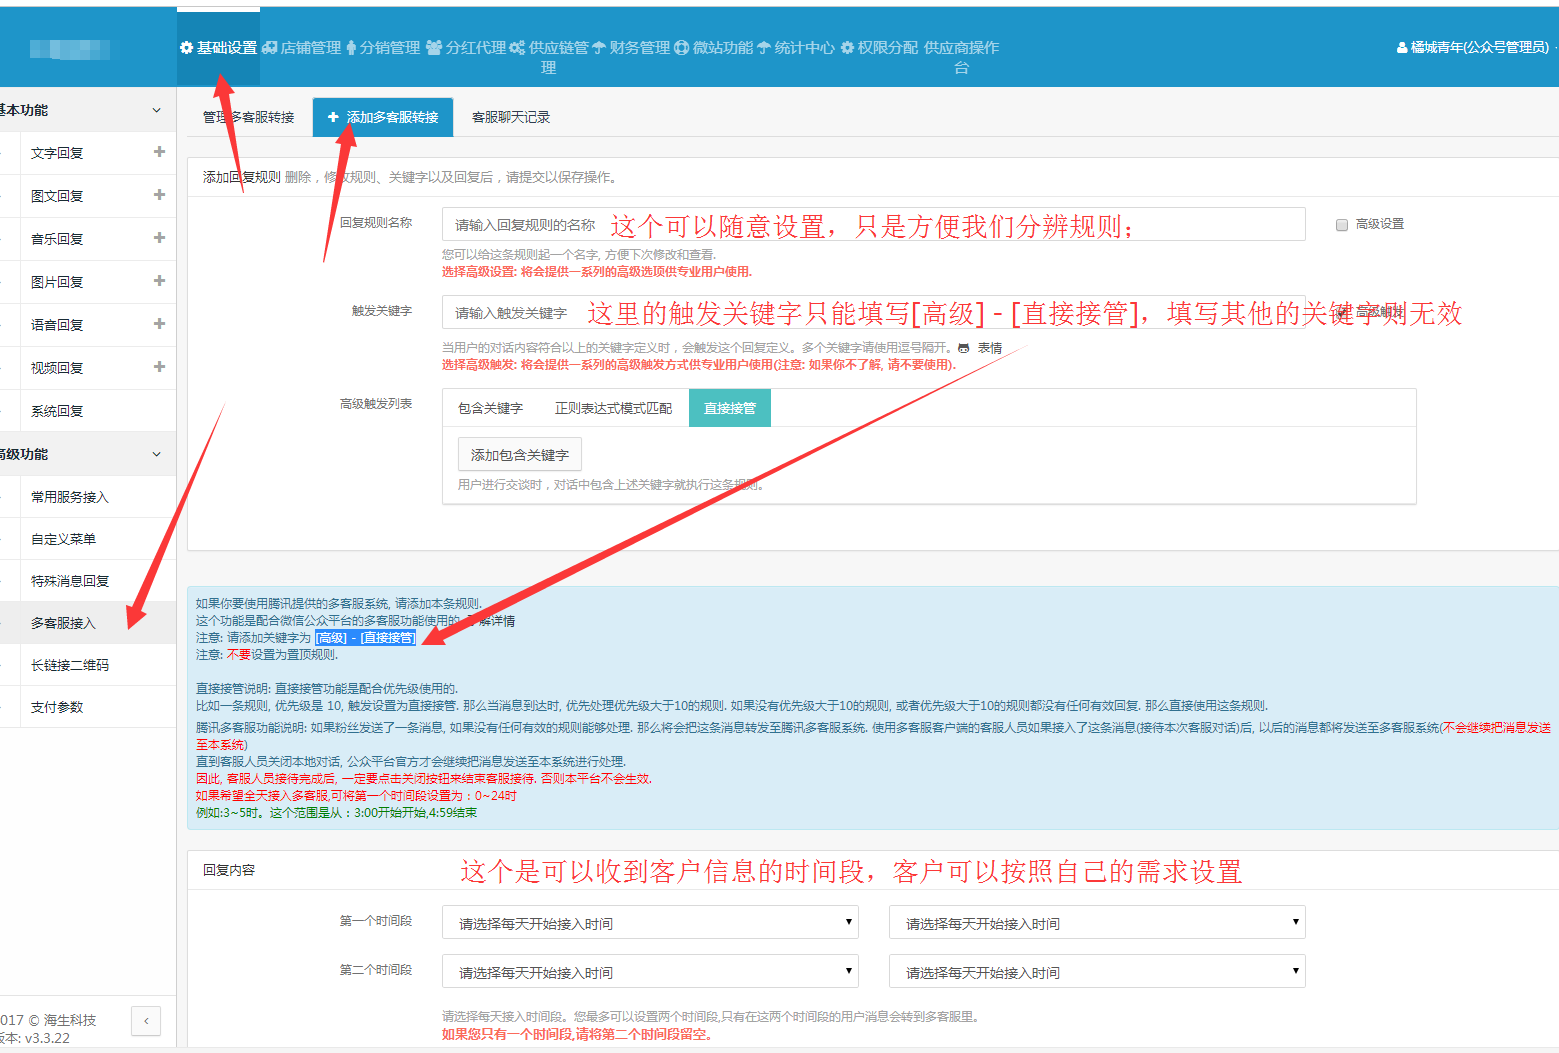 基础设置 店铺管理 分销管理 分红代理 供应链管理 财务管理 微站功能 统计中心 权限分配 供应商操作台
橘城青年(公众号管理员)
基本功能
文字回复
图文回复
音乐回复
图片回复
语音回复
视频回复
系统回复
高级功能
常用服务接入
自定义菜单
特殊消息回复
多客服接入
长链接二维码
支付参数
017 © 海生科技
版本: v3.3.22
管理多客服转接 添加多客服转接 客服聊天记录
添加回复规则 删除，修改规则、关键字以及回复后，请提交以保存操作。
回复规则名称 请输入回复规则的名称 这个可以随意设置，只是方便我们分辨规则； 高级设置
您可以给这条规则起一个名字, 方便下次修改和查看.
选择高级设置: 将会提供一系列的高级选项供专业用户使用.
触发关键字 请输入触发关键字 这里的触发关键字只能填写[高级] - [直接接管]，填写其他的关键字则无效 高级触发
当用户的对话内容符合以上的关键字定义时，会触发这个回复定义。多个关键字请使用逗号隔开。 表情
选择高级触发: 将会提供一系列的高级触发方式供专业用户使用(注意: 如果你不了解, 请不要使用).
高级触发列表 包含关键字 正则表达式模式匹配 直接接管
添加包含关键字
用户进行交谈时，对话中包含上述关键字就执行这条规则。
如果你要使用腾讯提供的多客服系统, 请添加本条规则.
这个功能是配合微信公众平台的多客服功能使用的. 了解详情
注意: 请添加关键字为 [高级] - [直接接管]
注意: 不要设置为置顶规则.
直接接管说明: 直接接管功能是配合优先级使用的.
比如一条规则, 优先级是 10, 触发设置为直接接管. 那么当消息到达时, 优先处理优先级大于10的规则. 如果没有优先级大于10的规则, 或者优先级大于10的规则都没有任何有效回复. 那么直接使用这条规则.
腾讯多客服功能说明: 如果粉丝发送了一条消息, 如果没有任何有效的规则能够处理. 那么将会把这条消息转发至腾讯多客服系统. 使用多客服客户端的客服人员如果接入了这条消息(接待本次客服对话)后, 以后的消息都将发送至多客服系统(不会继续把消息发送
至本系统)
直到客服人员关闭本地对话, 公众平台官方才会继续把消息发送至本系统进行处理.
因此, 客服人员接待完成后, 一定要点击关闭按钮来结束客服接待. 否则本平台不会生效.
如果希望全天接入多客服,可将第一个时间段设置为：0~24时
例如:3~5时。这个范围是从：3:00开始开始,4:59结束
回复内容 这个是可以收到客户信息的时间段，客户可以按照自己的需求设置
第一个时间段 请选择每天开始接入时间 请选择每天开始接入时间
第二个时间段 请选择每天开始接入时间 请选择每天开始接入时间
请选择每天接入时间段。您最多可以设置两个时间段,只有在这两个时间段的用户消息会转到多客服里。
如果您只有一个时间段,请将第二个时间段留空。